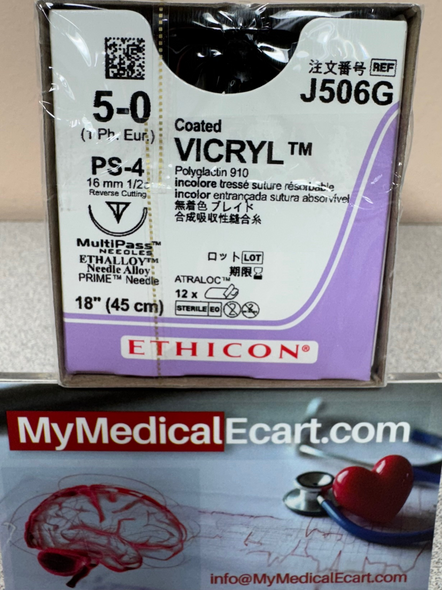 注文番号 REF
J506G
5-0
(1 Ph. Eur.)
PS-4
16 mm 1/2c
Reverse Cutting
MultiPass™
NEEDLES
ETHALLOY™
Needle Alloy
PRIME™ Needle
18" (45 cm)
Coated
VICRYL™
Polyglactin 910
incolore tressé suture résorbable
incolor entrançada sutura absorvível
無着色 ブレイド
合成吸収性縫合糸
ロット LOT
期限
ATRALOC™
12 x
STERILE EO
ETHICON®
MyMedicalEcart.com
info@MyMedicalEcart.com